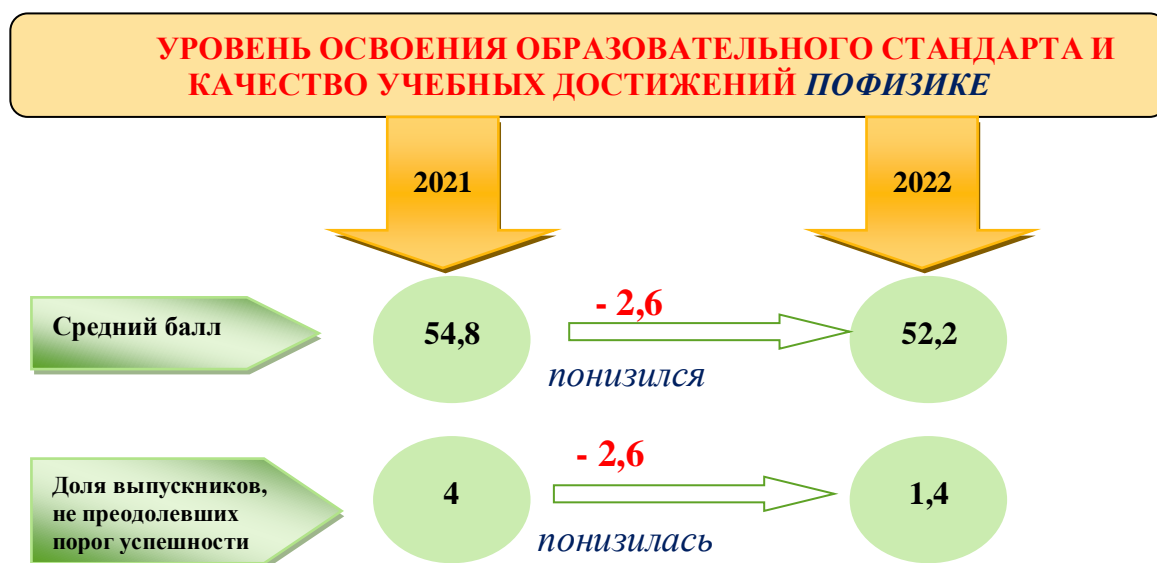 УРОВЕНЬ ОСВОЕНИЯ ОБРАЗОВАТЕЛЬНОГО СТАНДАРТА И
КАЧЕСТВО УЧЕБНЫХ ДОСТИЖЕНИЙ ПОФИЗИКЕ
2021
2022
Средний балл
54,8
- 2,6
понизился
52,2
Доля выпускников,
не преодолевших
порог успешности
4
- 2,6
понизилась
1,4